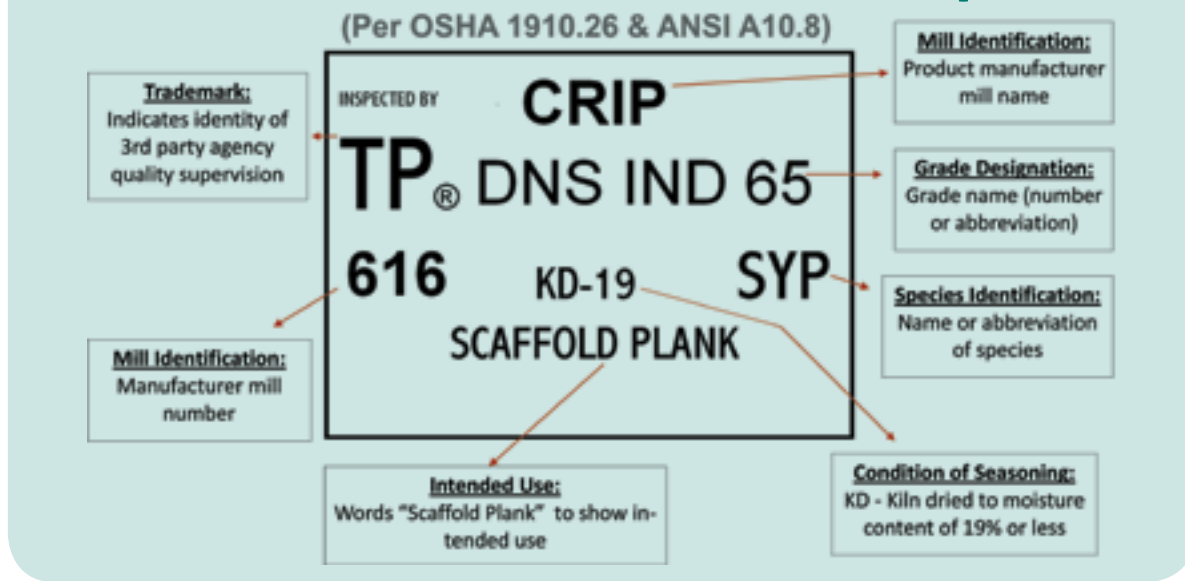 (Per OSHA 1910.26 & ANSI A10.8)
Trademark:
Indicates identity of
3rd party agency
quality supervision
INSPECTED BY
CRIP
TP® DNS IND 65
616
KD-19
SYP
SCAFFOLD PLANK
Mill Identification:
Product manufacturer
mill name
Grade Designation:
Grade name (number
or abbreviation)
Species Identification:
Name or abbreviation
of species
Mill Identification:
Manufacturer mill
number
Intended Use:
Words "Scaffold Plank" to show in-
tended use
Condition of Seasoning:
KD - Kiln dried to moisture
content of 19% or less